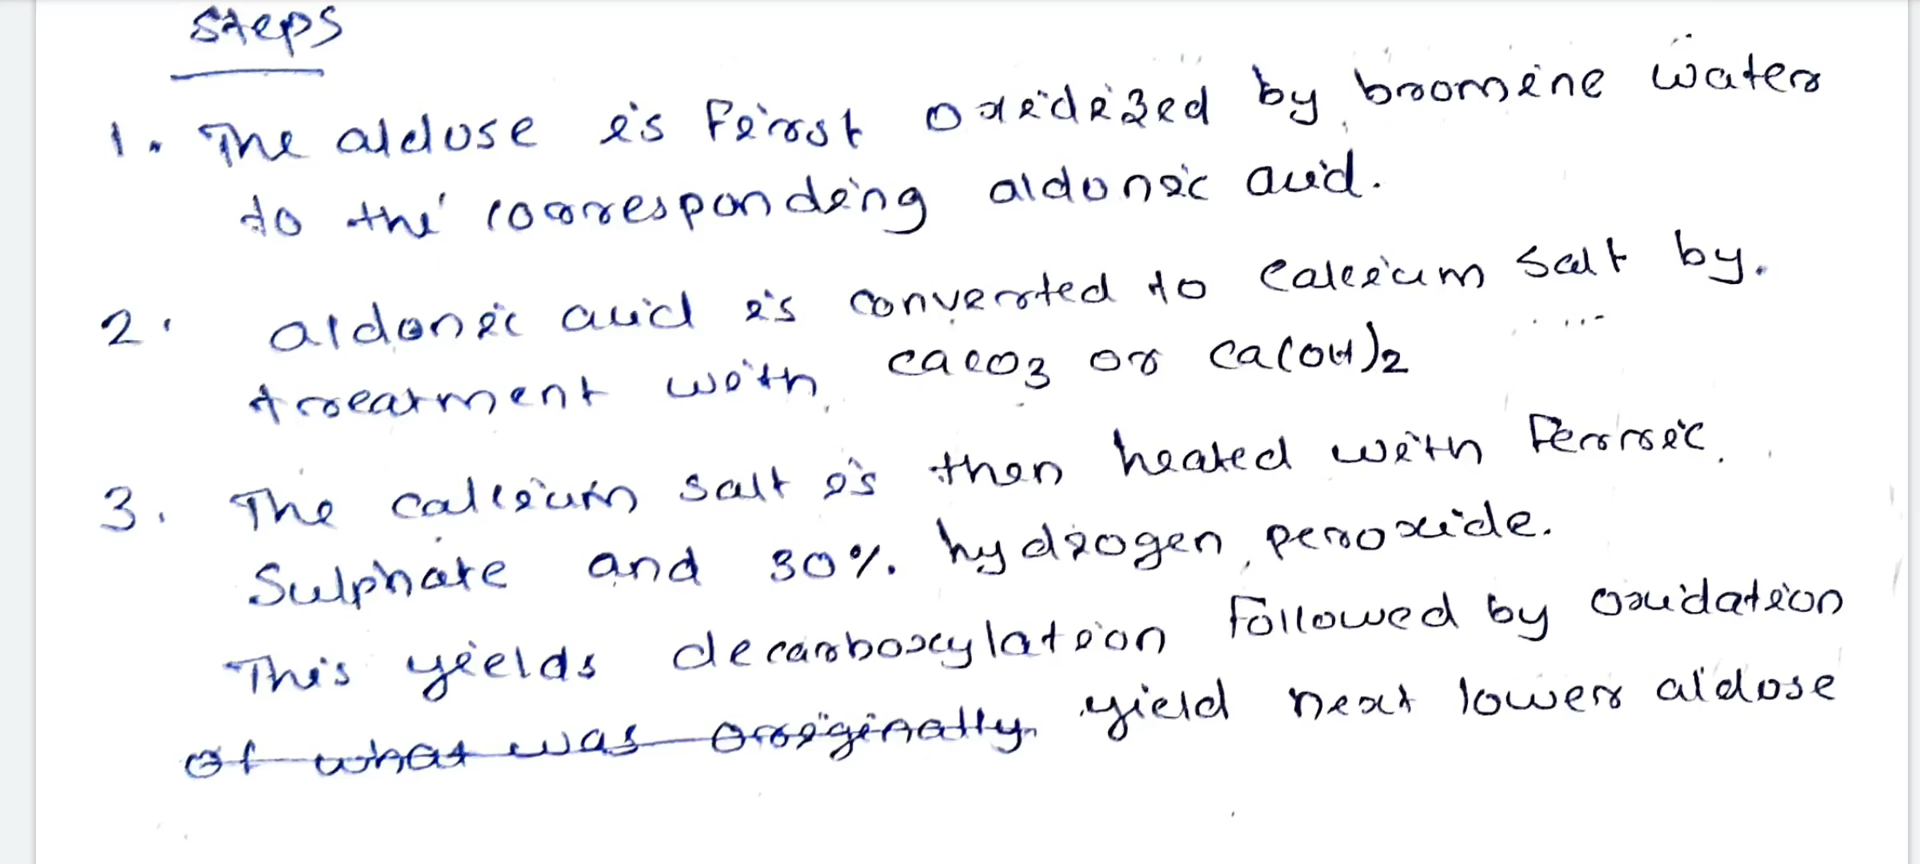 Steps
1. The aldose is first oxidized by bromine water
to the corresponding aldonic acid.
2. aldonic acid is converted to calcium salt by
treatment with CaCO3 or Ca(OH)2
3. The calcium salt is then heated with ferric
Sulphate and 30% hydrogen peroxide.
This yields decarboxylation followed by oxidation
of what was originally yield next lower aldose